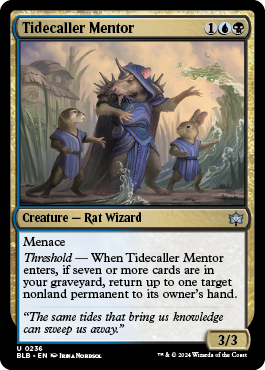 Tidecaller Mentor 1
Creature — Rat Wizard
Menace
Threshold — When Tidecaller Mentor
enters, if seven or more cards are in
your graveyard, return up to one target
nonland permanent to its owner's hand.
“The same tides that bring us knowledge
can sweep us away.”
3/3
U 0236
BLB • EN Irina Nordsol
™ & © 2024 Wizards of the Coast